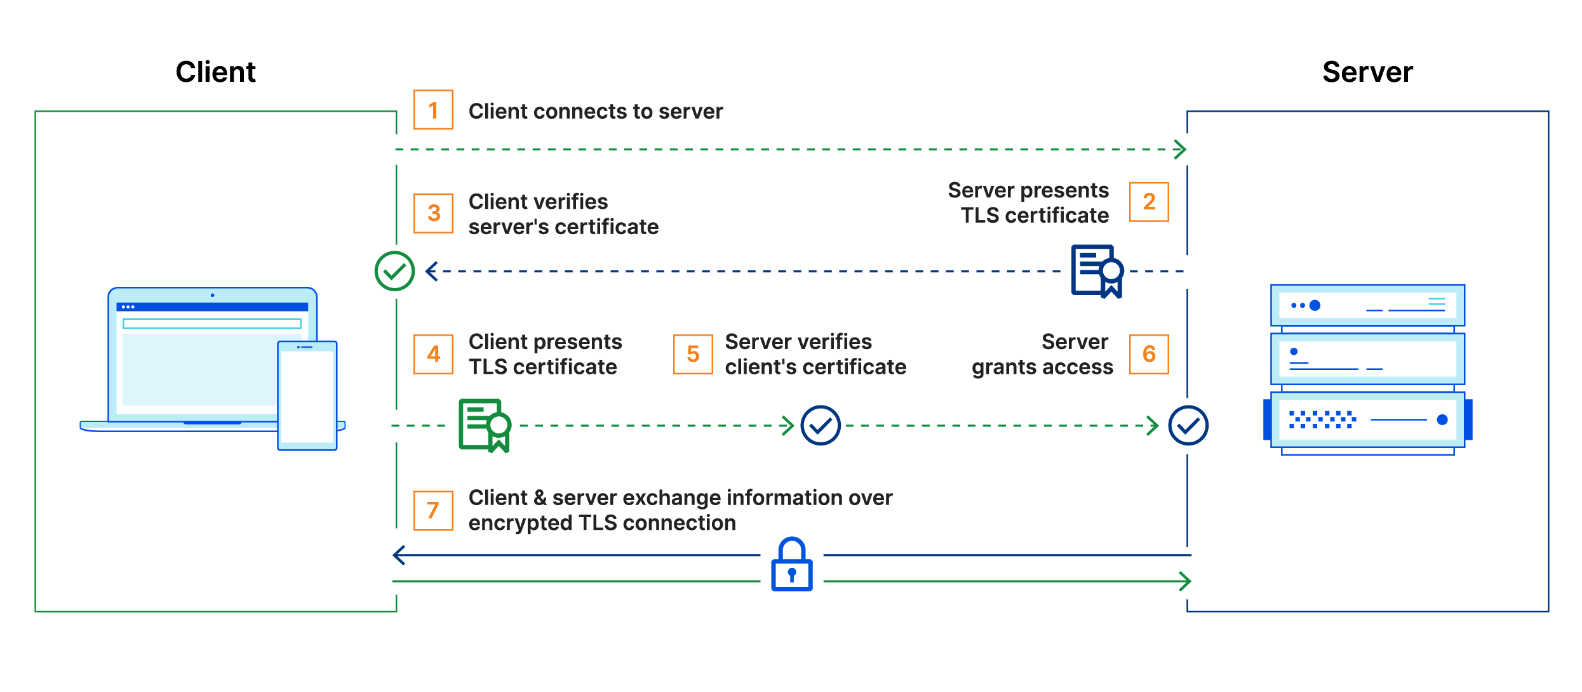 Client
Server
1
Client connects to server
Server presents
TLS certificate
2
3
Client verifies
server's certificate
4
Client presents
TLS certificate
5
Server verifies
client's certificate
Server
grants access
6
7
Client & server exchange information over
encrypted TLS connection